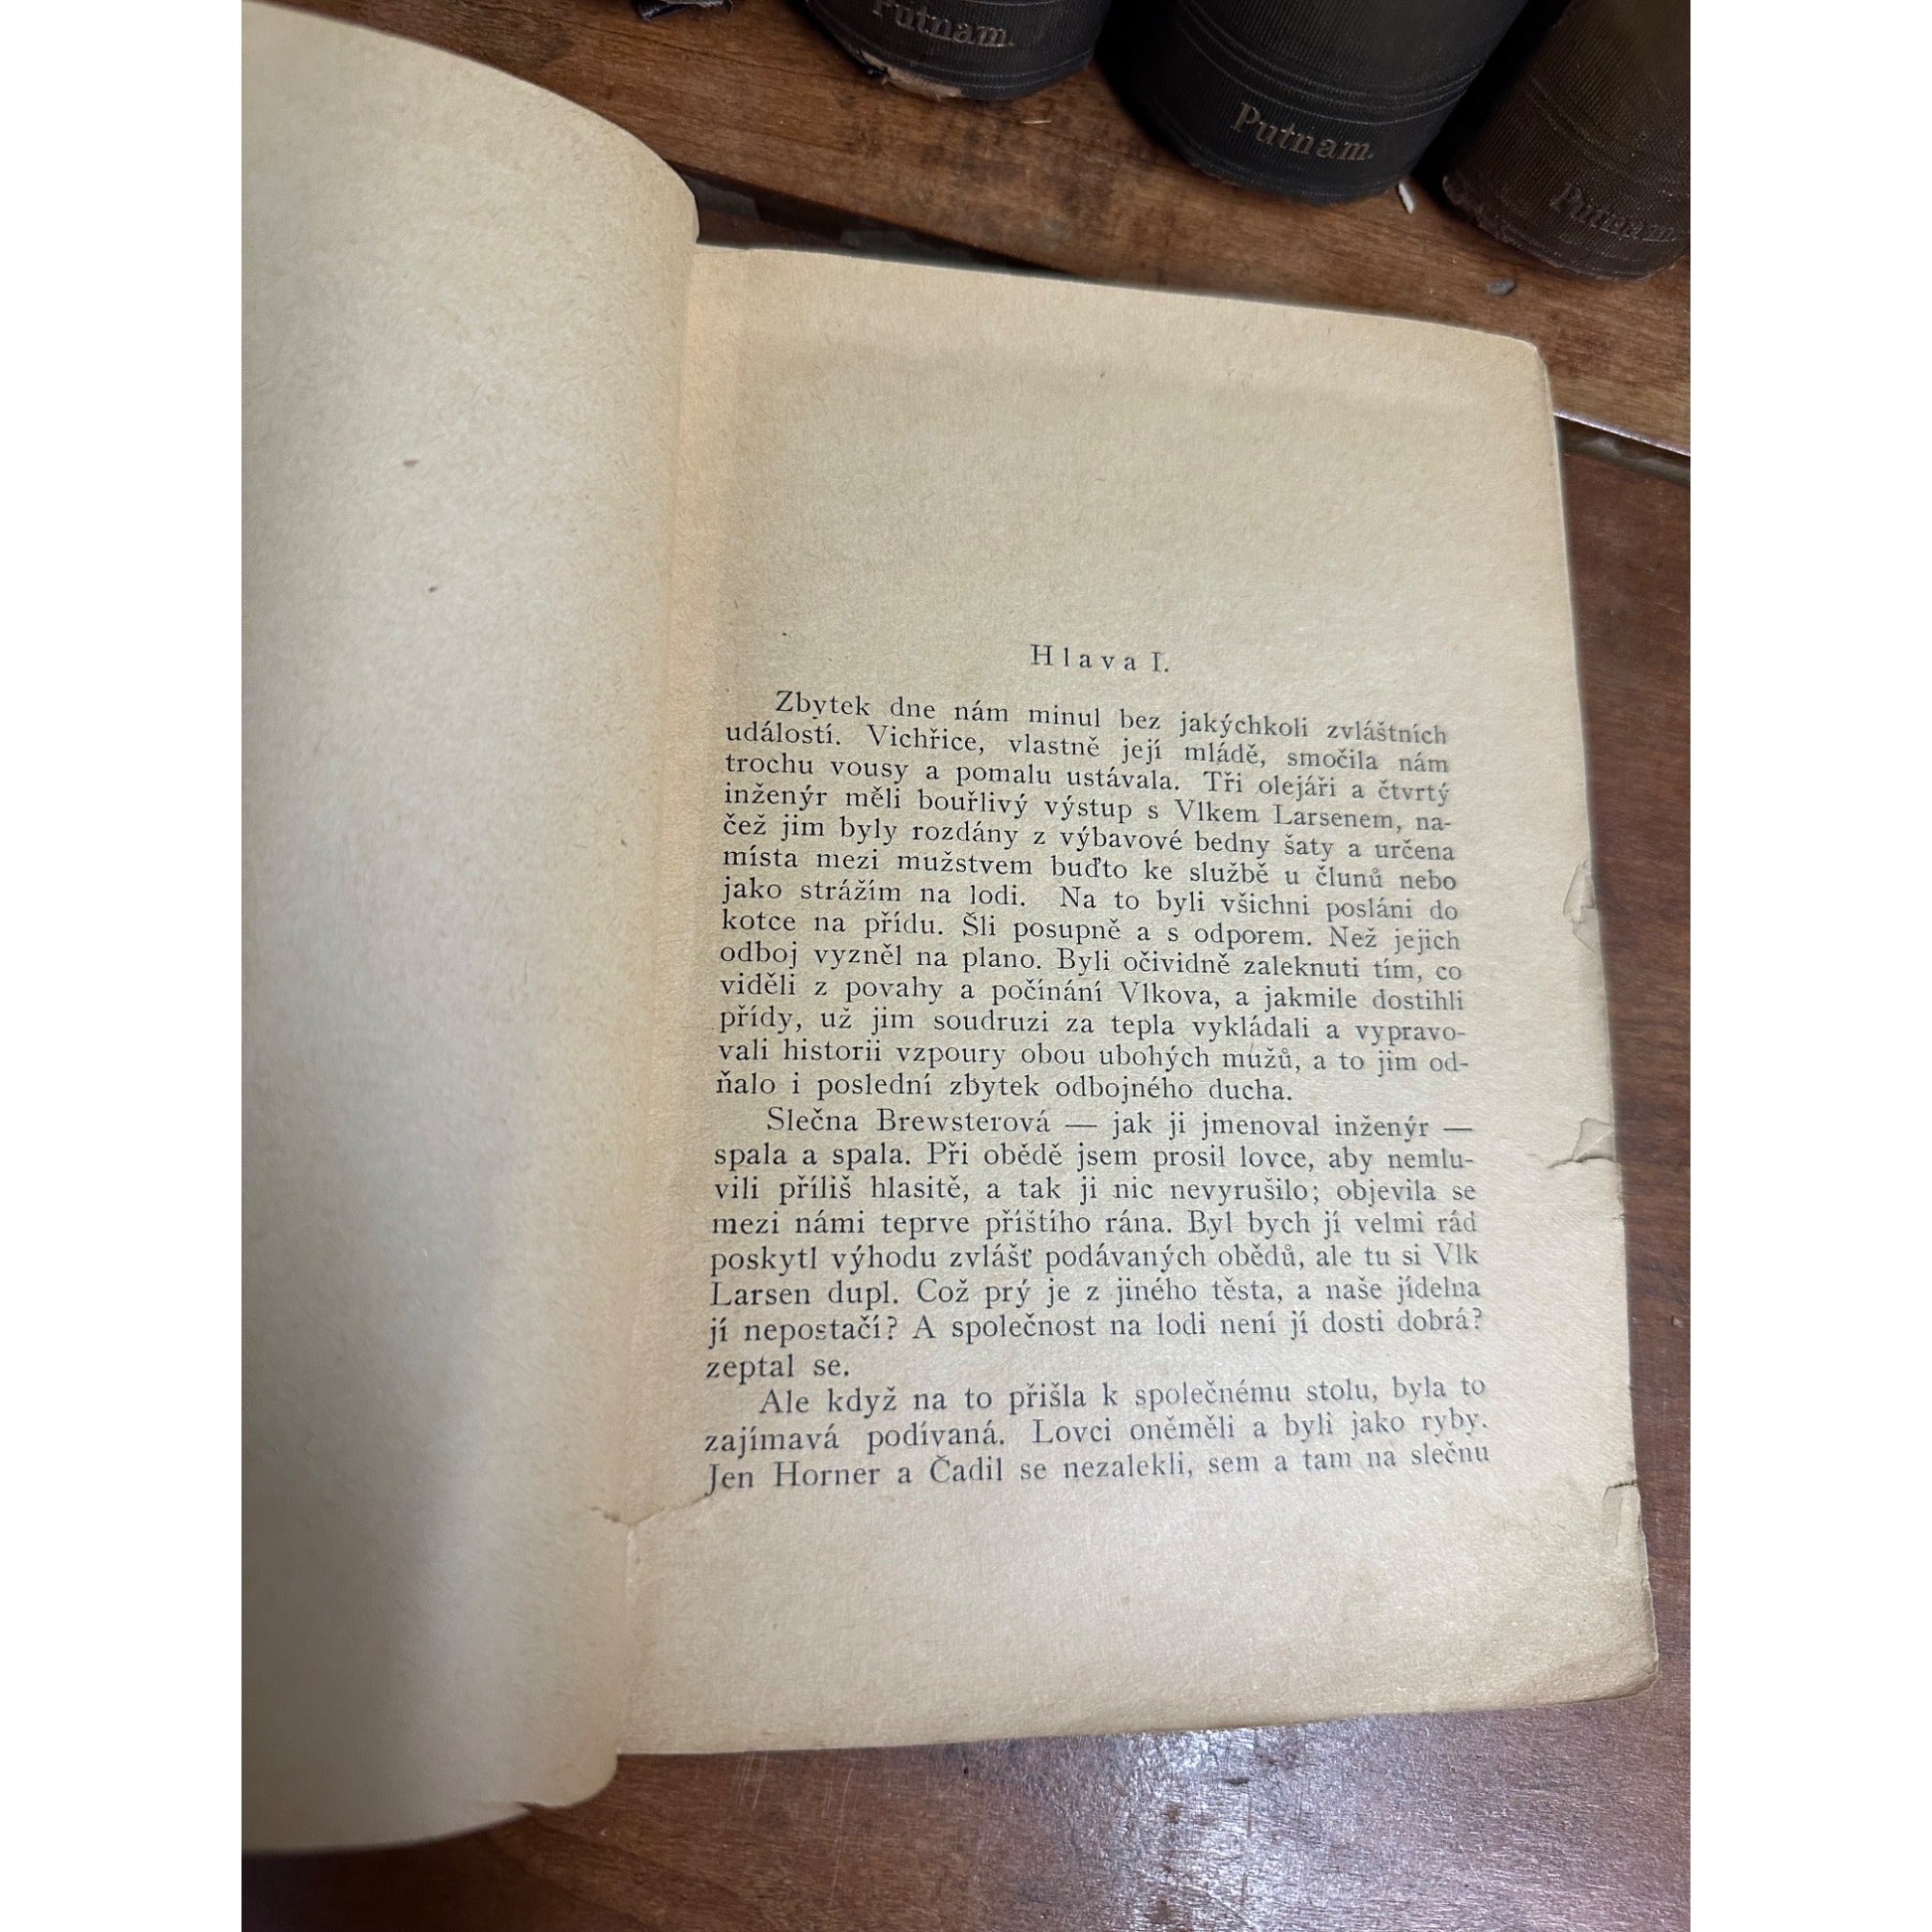 Putnam.
Putnam.
Putnam.
Hlava I.
Zbytek dne nám minul bez jakýchkoli zvláštních
událostí. Vichřice, vlastně její mládě, smočila nám
trochu vousy a pomalu ustávala. Tři olejáři a čtvrtý
inženýr měli bouřlivý výstup s Vlkem Larsenem, na-
čež jim byly rozdány z výbavové bedny šaty a určena
místa mezi mužstvem buďto ke službě u člunů nebo
jako strážím na lodi. Na to byli všichni posláni do
kotce na přídu. Šli posupně a s odporem. Než jejich
odboj vyzněl na plano. Byli očividně zaleknuti tím, co
viděli z povahy a počínání Vlkova, a jakmile dostihli
přídy, už jim soudruzi za tepla vykládali a vypravo-
vali historii vzpoury obou ubohých mužů, a to jim od-
ňalo i poslední zbytek odbojného ducha.
Slečna Brewsterová — jak ji jmenoval inženýr —
spala a spala. Při obědě jsem prosil lovce, aby nemlu-
vili příliš hlasitě, a tak ji nic nevyrušilo; objevila se
mezi námi teprve příštího rána. Byl bych jí velmi rád
poskytl výhodu zvlášť podávaných obědů, ale tu si Vlk
Larsen dupl. Což prý je z jiného těsta, a naše jídelna
jí nepostačí? A společnost na lodi není jí dosti dobrá?
zeptal se.
Ale když na to přišla k společnému stolu, byla to
zajímavá podívaná. Lovci oněměli a byli jako ryby.
Jen Horner a Čadil se nezalekli, sem a tam na slečnu